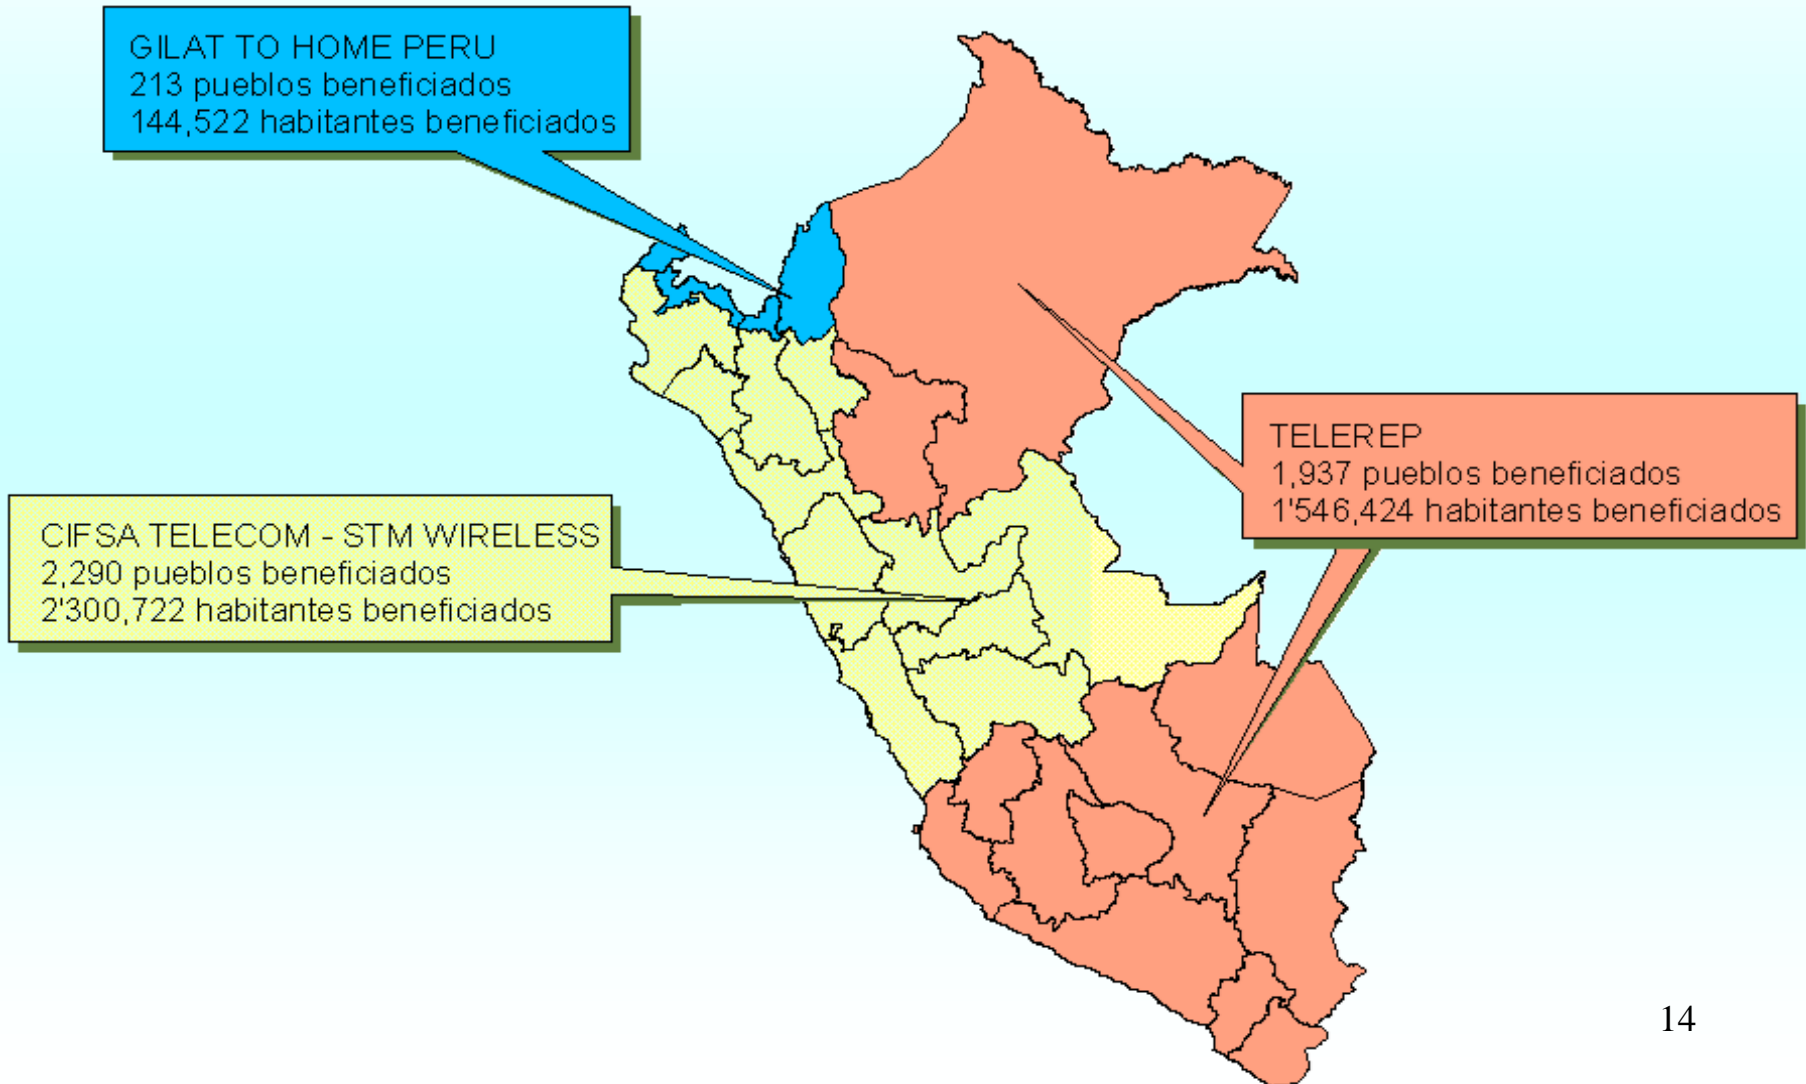 GILAT TO HOME PERU
213 pueblos beneficiados
144,522 habitantes beneficiados
TELEREP
1,937 pueblos beneficiados
1'546,424 habitantes beneficiados
CIFSA TELECOM - STM WIRELESS
2,290 pueblos beneficiados
2'300,722 habitantes beneficiados
14